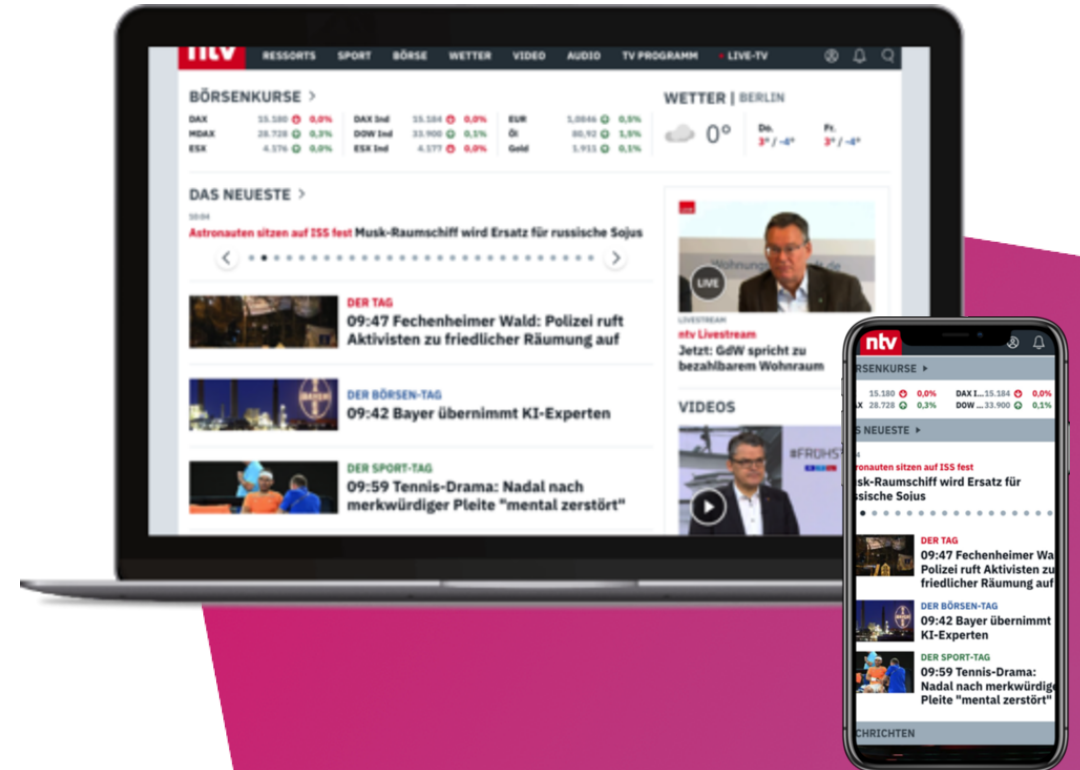 ntv RESSORTS SPORT BÖRSE WETTER VIDEO AUDIO TV PROGRAMM LIVE-TV
BÖRSENKURSE
DAX 15.180 0,0% DAX Ind 15.184 0,0% EUR 1,0846 0,5%
MDAX 28.728 0,3% DOW Ind 33.900 0,1% Öl 80,92 1,5%
ESX 4.176 0,0% ESX Ind 4.177 0,0% Gold 1.911 0,1%
WETTER | BERLIN
0° Do. Fr.
3° / -4° 3° / -4°
DAS NEUESTE
10:04
Astronauten sitzen auf ISS fest Musk-Raumschiff wird Ersatz für russische Sojus
DER TAG
09:47 Fechenheimer Wald: Polizei ruft
Aktivisten zu friedlicher Räumung auf
DER BÖRSEN-TAG
09:42 Bayer übernimmt KI-Experten
DER SPORT-TAG
09:59 Tennis-Drama: Nadal nach
merkwürdiger Pleite "mental zerstört"
LIVE
LIVESTREAM
ntv Livestream
Jetzt: GdW spricht zu
bezahlbarem Wohnraum
VIDEOS
#FRÜHST
BAYER
ntv
RSENKURSE
15.180 0,0% DAX I... 15.184 0,0%
AX 28.728 0,3% DOW ... 33.900 0,1%
S NEUESTE
4
ronauten sitzen auf ISS fest
sk-Raumschiff wird Ersatz für
ssische Sojus
DER TAG
09:47 Fechenheimer Wa
Polizei ruft Aktivisten zu
friedlicher Räumung auf
DER BÖRSEN-TAG
09:42 Bayer übernimmt
KI-Experten
DER SPORT-TAG
09:59 Tennis-Drama:
Nadal nach merkwürdige
Pleite "mental zerstört"
CHRICHTEN